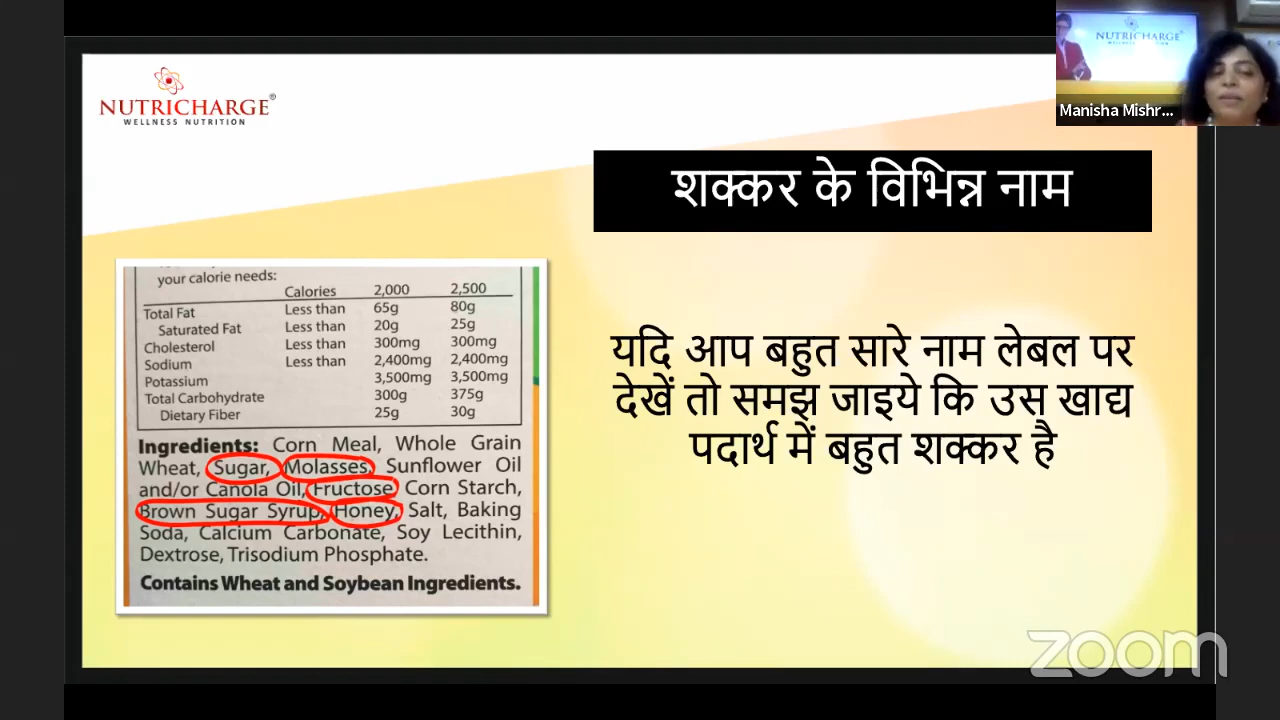 NUTRICHARGE®
WELLNESS NUTRITION
NUTRICHARGE
WELLNESS NUTRITION
Manisha Mishr...
शक्कर के विभिन्न नाम
your calorie needs:
Calories 2,000 2,500
Total Fat Less than 65g 80g
Saturated Fat Less than 20g 25g
Cholesterol Less than 300mg 300mg
Sodium Less than 2,400mg 2,400mg
Potassium 3,500mg 3,500mg
Total Carbohydrate 300g 375g
Dietary Fiber 25g 30g
Ingredients: Corn Meal, Whole Grain
Wheat, Sugar, Molasses, Sunflower Oil
and/or Canola Oil, Fructose, Corn Starch,
Brown Sugar Syrup, Honey, Salt, Baking
Soda, Calcium Carbonate, Soy Lecithin,
Dextrose, Trisodium Phosphate.
Contains Wheat and Soybean Ingredients.
यदि आप बहुत सारे नाम लेबल पर
देखें तो समझ जाइये कि उस खाद्य
पदार्थ में बहुत शक्कर है
zoom